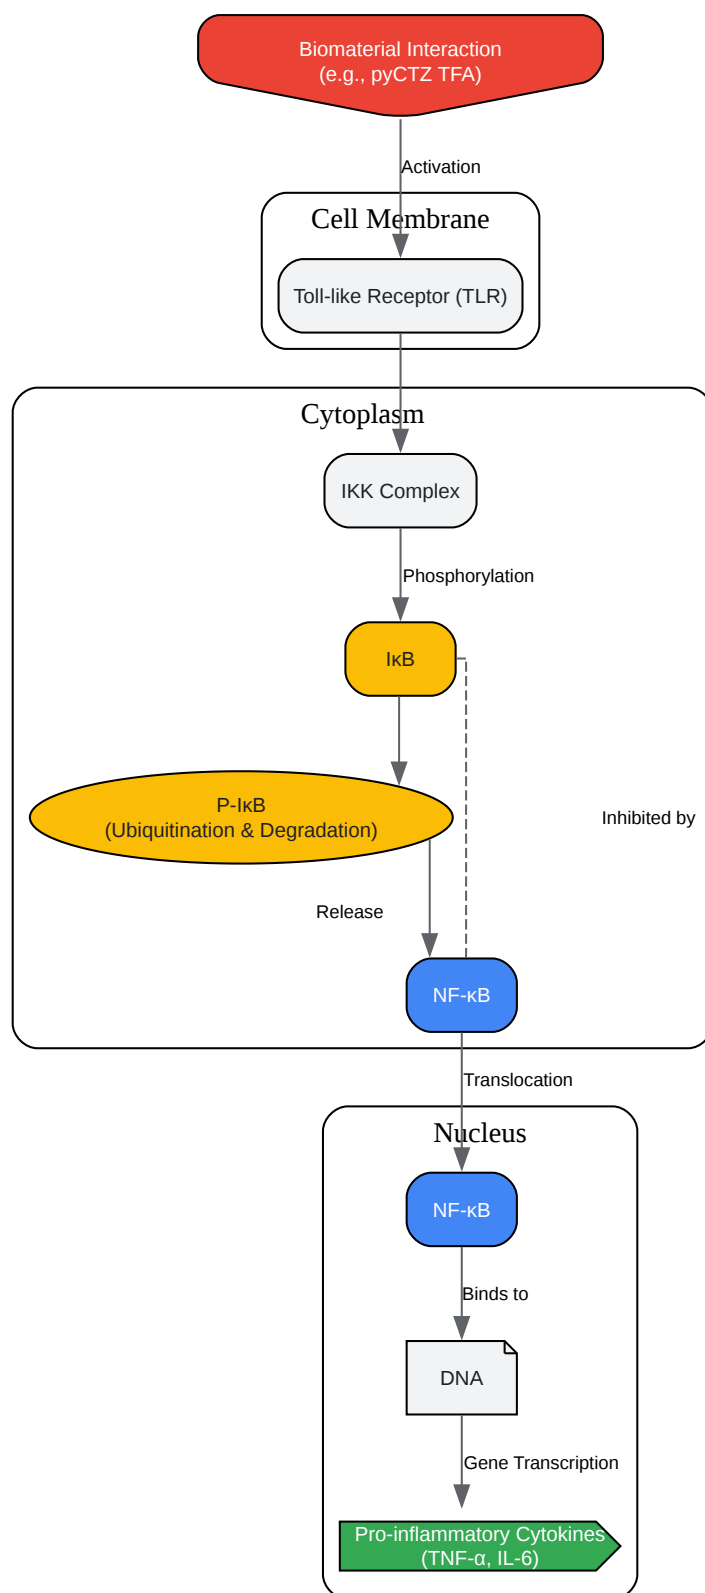 Biomaterial Interaction
(e.g., pyCTZ TFA)
Activation
Cell Membrane
Toll-like Receptor (TLR)
Cytoplasm
IKK Complex
Phosphorylation
IκB
P-IκB
(Ubiquitination & Degradation)
Inhibited by
Release
NF-κB
Translocation
Nucleus
NF-κB
Binds to
DNA
Gene Transcription
Pro-inflammatory Cytokines
(TNF-α, IL-6)